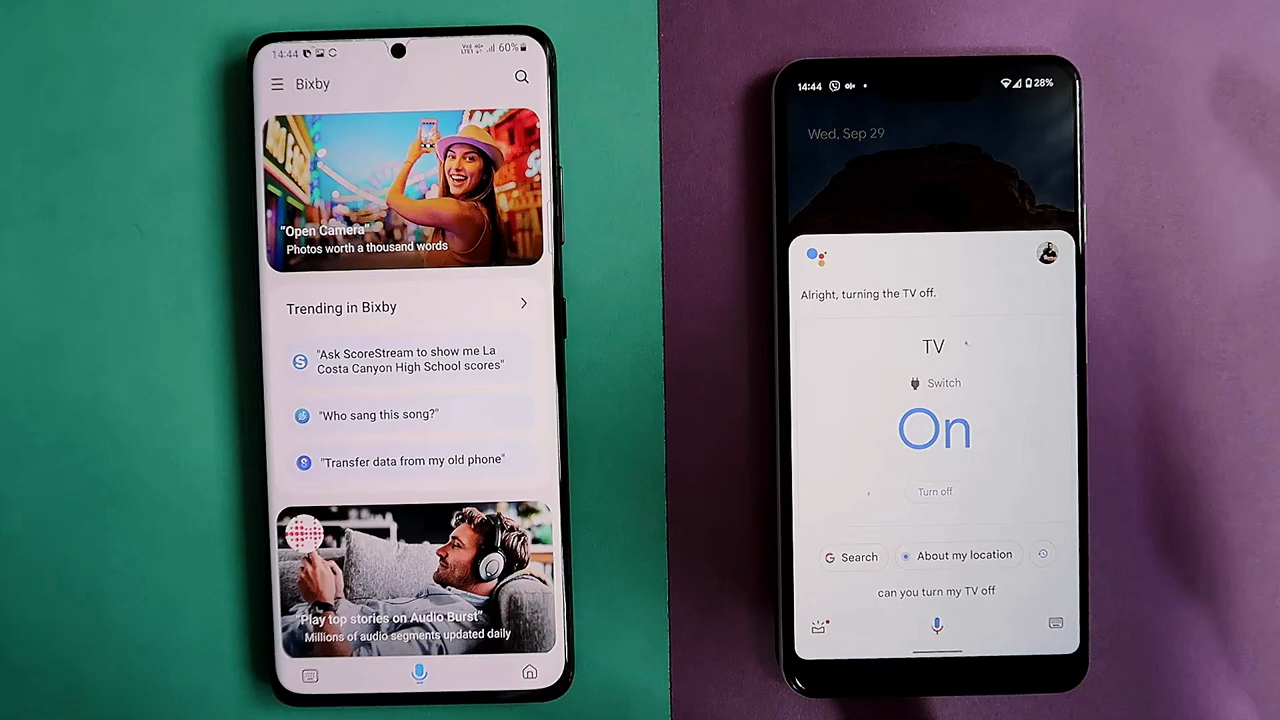 14:44
60%
Bixby
"Open Camera"
Photos worth a thousand words
Trending in Bixby
"Ask ScoreStream to show me La
Costa Canyon High School scores"
"Who sang this song?"
"Transfer data from my old phone"
"Play top stories on Audio Burst"
Millions of audio segments updated daily
14:44
28%
Wed, Sep 29
Alright, turning the TV off.
TV
Switch
On
Turn off
G Search
About my location
can you turn my TV off